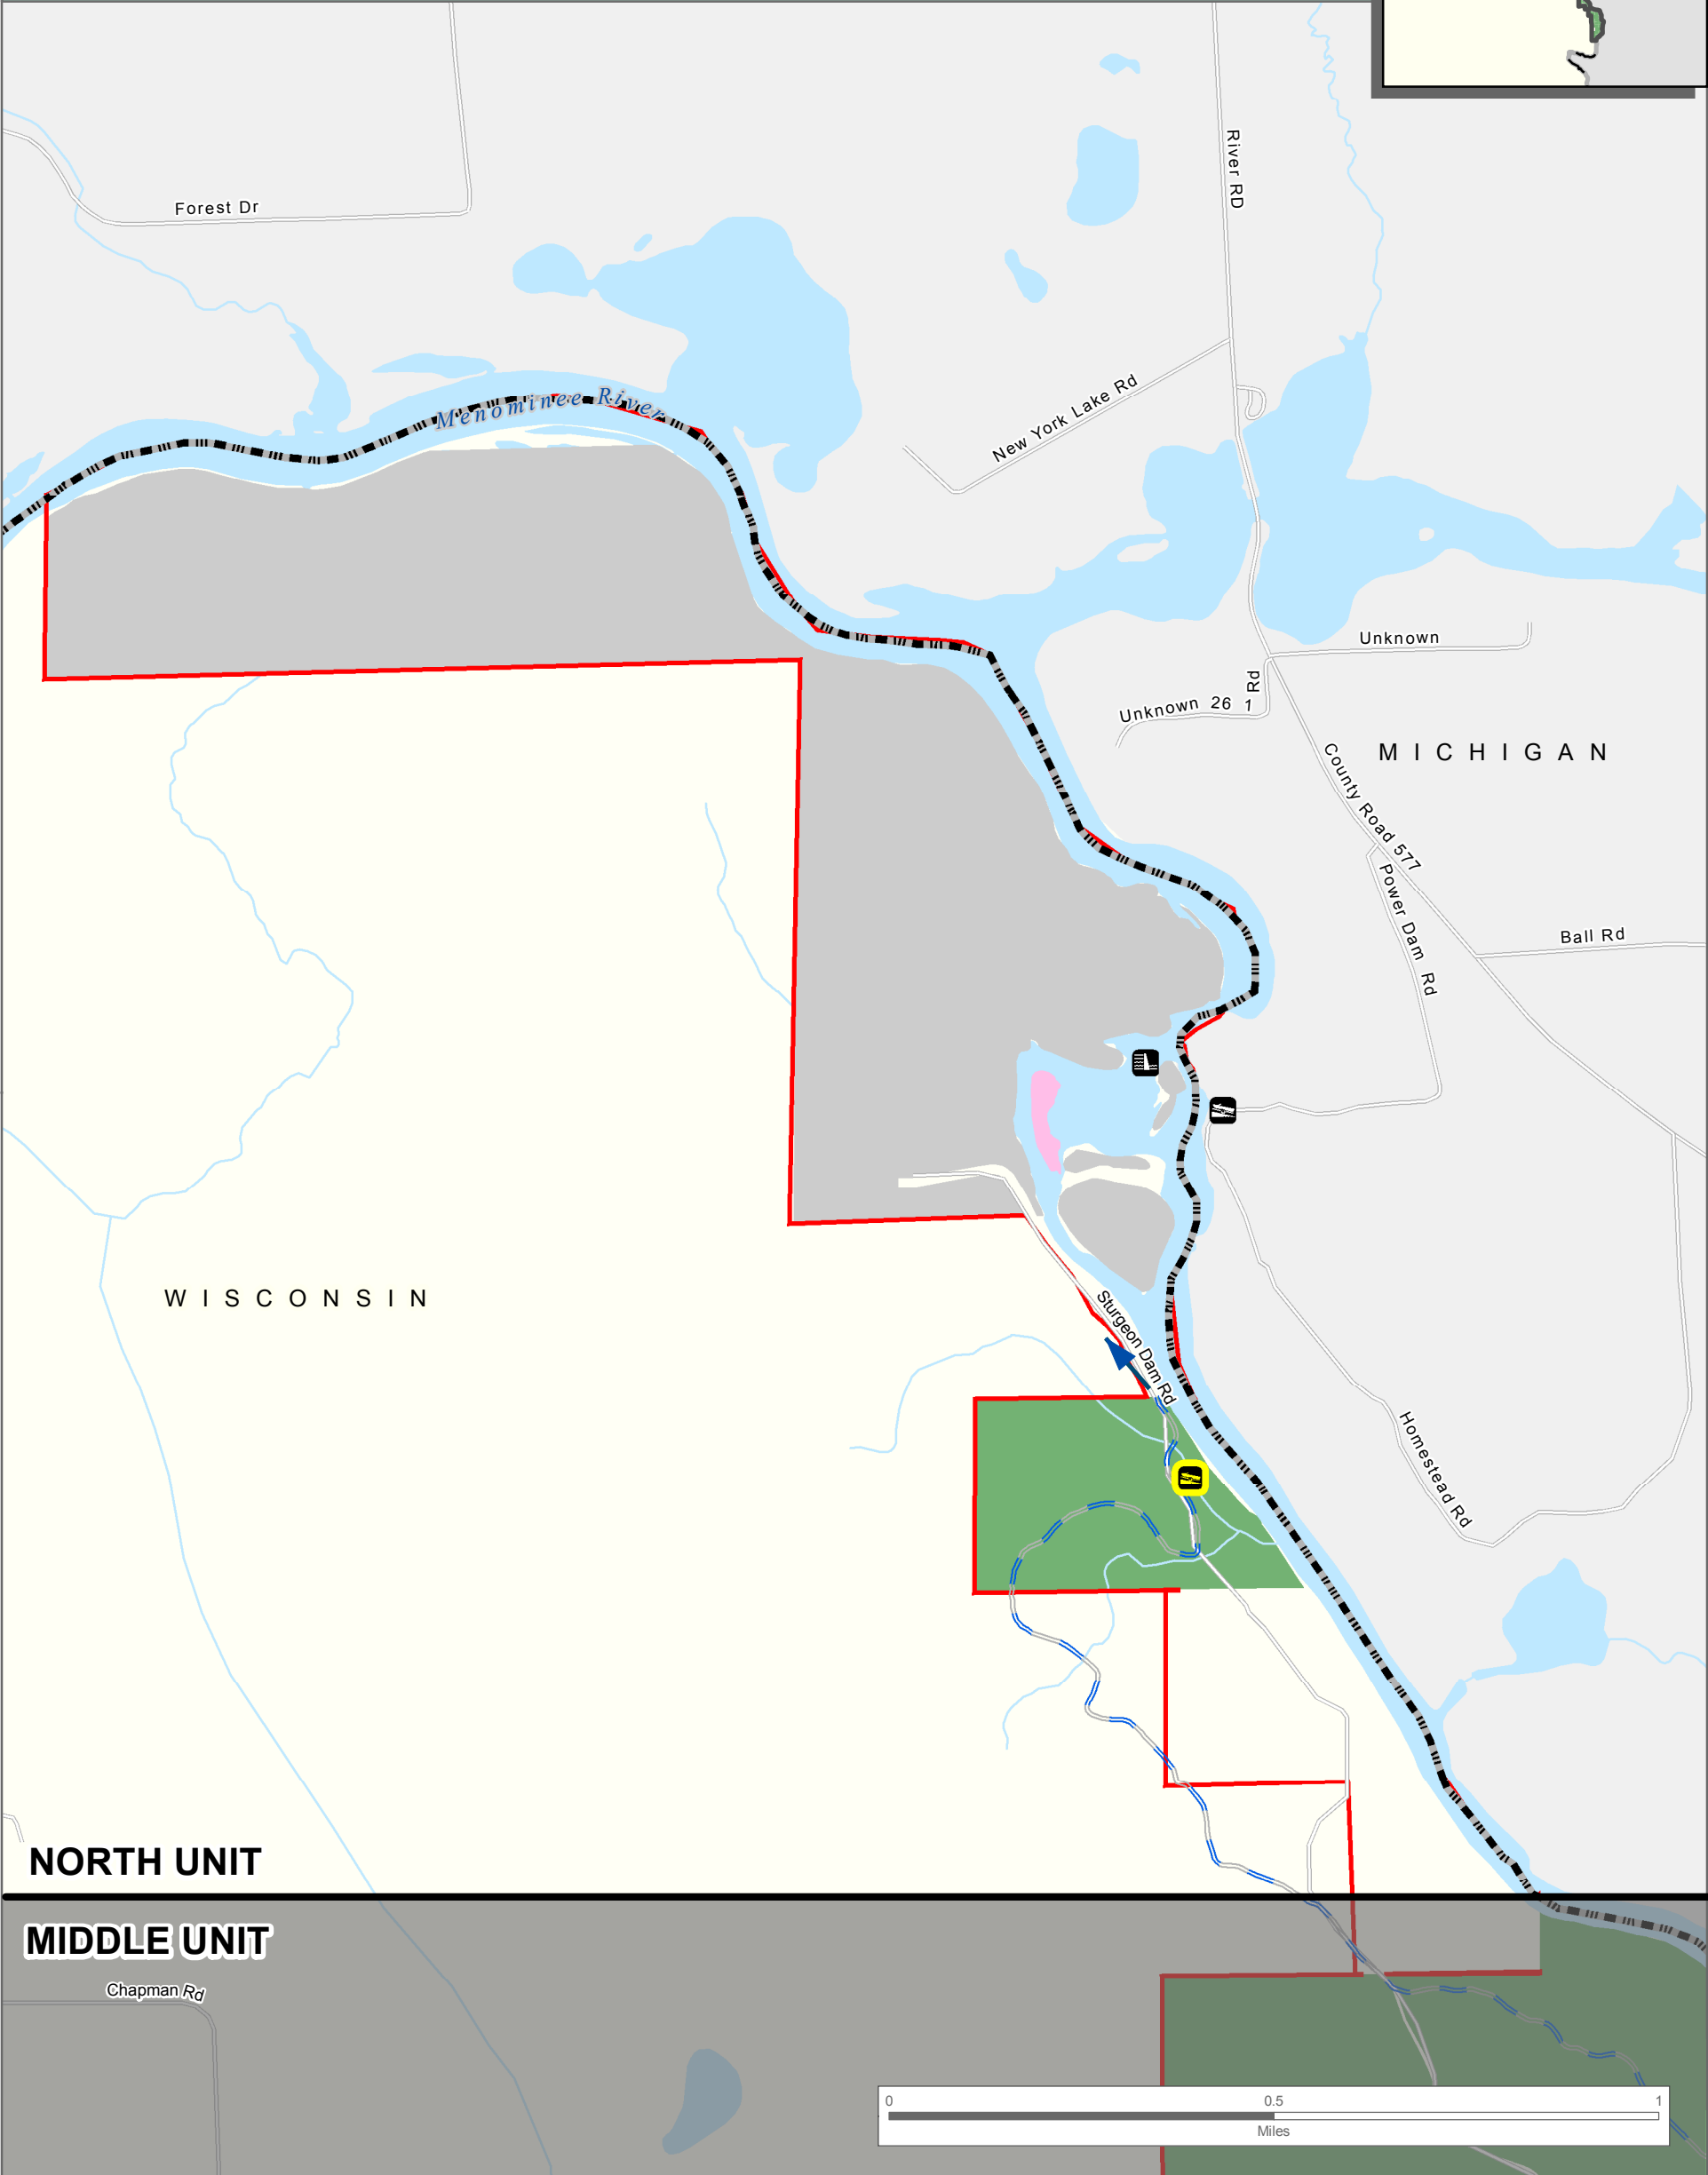 River RD
Forest Dr
New York Lake Rd
Menominee River
Unknown
Unknown 26 1 Rd
MICHIGAN
County Road 577
Power Dam Rd
Ball Rd
WISCONSIN
Sturgeon Dam Rd
Homestead Rd
NORTH UNIT
MIDDLE UNIT
Chapman Rd
0 0.5 1
Miles